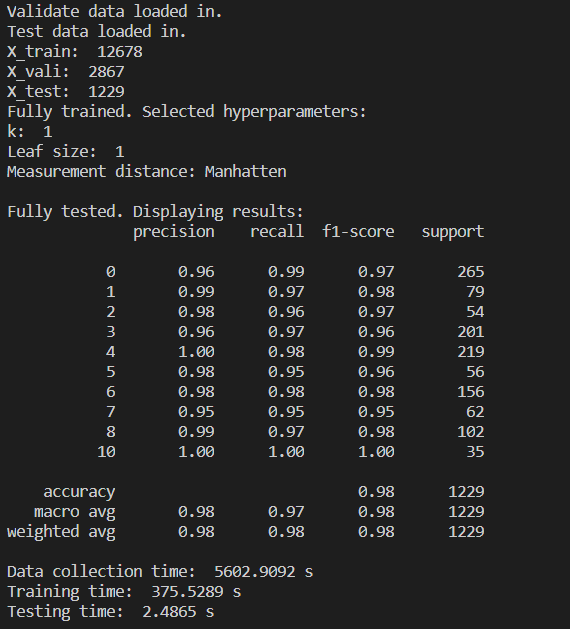 Validate data loaded in.
Test data loaded in.
X_train:  12678
X_vali:  2867
X_test:  1229
Fully trained. Selected hyperparameters:
k:  1
Leaf size:  1
Measurement distance: Manhatten

Fully tested. Displaying results:
              precision    recall  f1-score   support

           0       0.96      0.99      0.97       265
           1       0.99      0.97      0.98        79
           2       0.98      0.96      0.97        54
           3       0.96      0.97      0.96       201
           4       1.00      0.98      0.99       219
           5       0.98      0.95      0.96        56
           6       0.98      0.98      0.98       156
           7       0.95      0.95      0.95        62
           8       0.99      0.97      0.98       102
          10       1.00      1.00      1.00        35

    accuracy                           0.98      1229
   macro avg       0.98      0.97      0.98      1229
weighted avg       0.98      0.98      0.98      1229

Data collection time:  5602.9092 s
Training time:  375.5289 s
Testing time:  2.4865 s